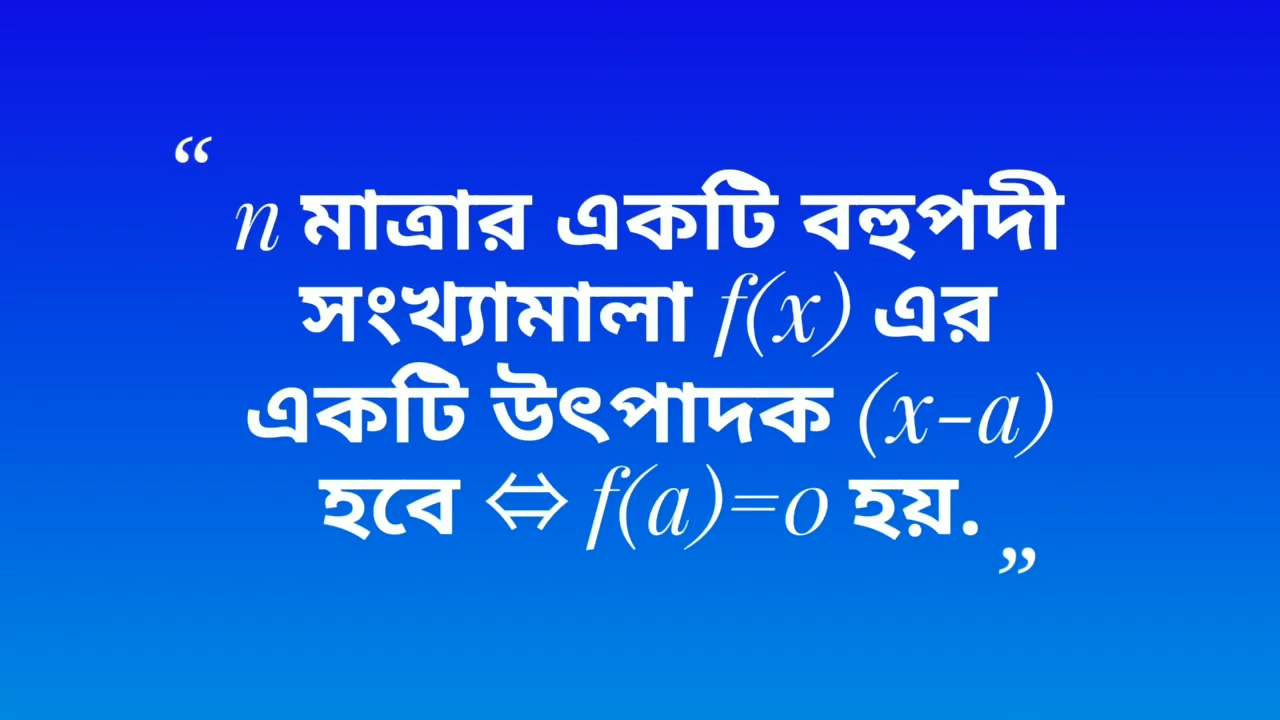 “
n মাত্রার একটি বহুপদী
সংখ্যামালা f(x) এর
একটি উৎপাদক (x-a)
হবে ⇔ f(a)=0 হয়.
”